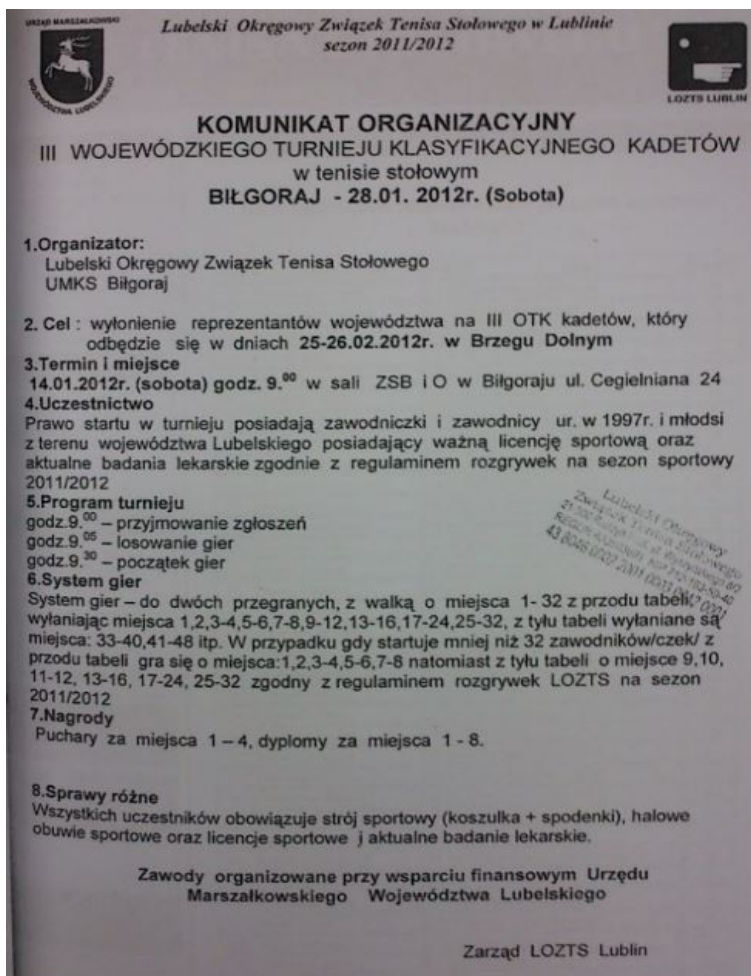 URZĄD MARSZAŁKOWSKI
WOJEWÓDZTWA LUBELSKIEGO
Lubelski Okręgowy Związek Tenisa Stołowego w Lublinie
sezon 2011/2012
LOZTS LUBLIN
KOMUNIKAT ORGANIZACYJNY
III WOJEWÓDZKIEGO TURNIEJU KLASYFIKACYJNEGO KADETÓW
w tenisie stołowym
BIŁGORAJ - 28.01. 2012r. (Sobota)
1.Organizator:
Lubelski Okręgowy Związek Tenisa Stołowego
UMKS Biłgoraj
2. Cel : wyłonienie reprezentantów województwa na III OTK kadetów, który
odbędzie się w dniach 25-26.02.2012r. w Brzegu Dolnym
3.Termin i miejsce
14.01.2012r. (sobota) godz. 9.00 w sali ZSB i O w Biłgoraju ul. Cegielniana 24
4.Uczestnictwo
Prawo startu w turnieju posiadają zawodniczki i zawodnicy ur. w 1997r. i młodsi
z terenu województwa Lubelskiego posiadający ważną licencję sportową oraz
aktualne badania lekarskie zgodnie z regulaminem rozgrywek na sezon sportowy
2011/2012
5.Program turnieju
godz.9.00 – przyjmowanie zgłoszeń
godz.9.05 – losowanie gier
godz.9.30 – początek gier
Lubelski Okręgowy
Związek Tenisa Stołowego
6.System gier
System gier – do dwóch przegranych, z walką o miejsca 1- 32 z przodu tabeli,
wyłaniając miejsca 1,2,3-4,5-6,7-8,9-12,13-16,17-24,25-32, z tyłu tabeli wyłaniane są
miejsca: 33-40,41-48 itp. W przypadku gdy startuje mniej niż 32 zawodników/czek/ z
przodu tabeli gra się o miejsca:1,2,3-4,5-6,7-8 natomiast z tyłu tabeli o miejsce 9,10,
11-12, 13-16, 17-24, 25-32 zgodny z regulaminem rozgrywek LOZTS na sezon
2011/2012
7.Nagrody
Puchary za miejsca 1 – 4, dyplomy za miejsca 1 - 8.
8.Sprawy różne
Wszystkich uczestników obowiązuje strój sportowy (koszulka + spodenki), halowe
obuwie sportowe oraz licencje sportowe j aktualne badanie lekarskie.
Zawody organizowane przy wsparciu finansowym Urzędu
Marszałkowskiego Województwa Lubelskiego
Zarząd LOZTS Lublin